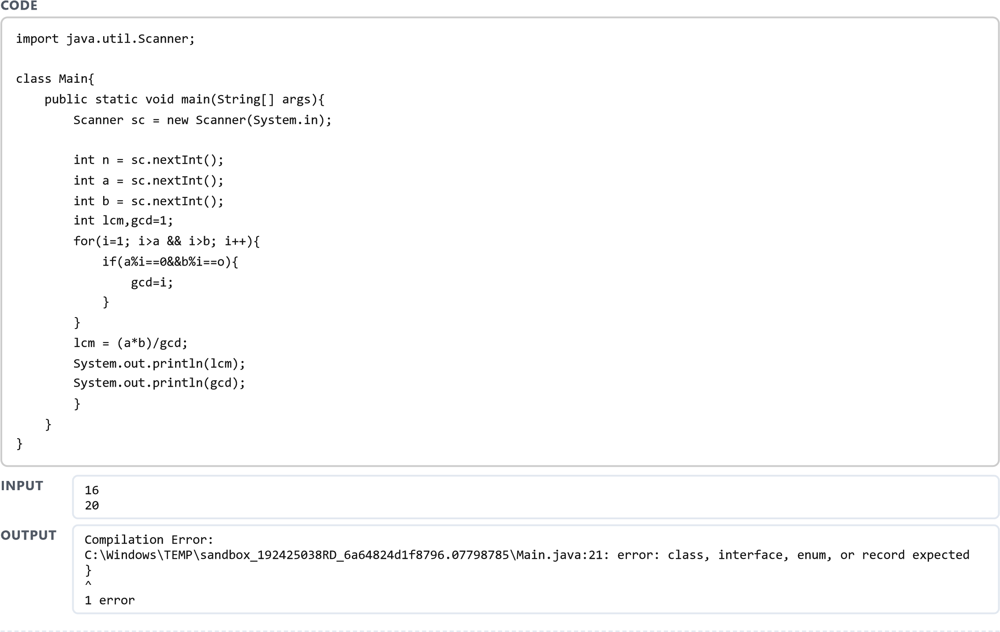 CODE
import java.util.Scanner;
class Main{
    public static void main(String[] args){
        Scanner sc = new Scanner(System.in);
        int n = sc.nextInt();
        int a = sc.nextInt();
        int b = sc.nextInt();
        int lcm,gcd=1;
        for(i=1; i>a && i>b; i++){
            if(a%i==0&&b%i==o){
                gcd=i;
            }
        }
        lcm = (a*b)/gcd;
        System.out.println(lcm);
        System.out.println(gcd);
        }
    }
}
INPUT
16
20
OUTPUT
Compilation Error:
C:\Windows\TEMP\sandbox_192425038RD_6a64824d1f8796.07798785\Main.java:21: error: class, interface, enum, or record expected
}
^
1 error